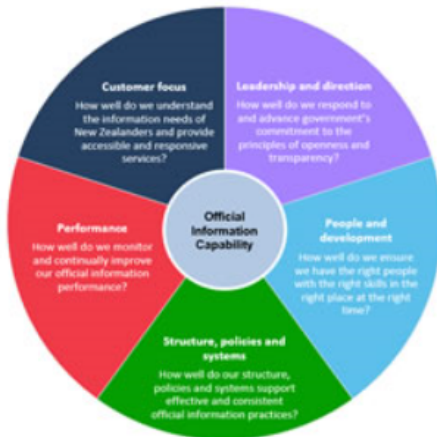 Customer focus
How well do we understand
the information needs of
New Zealanders and provide
accessible and responsive
services?
Leadership and direction
How well do we respond to
and advance government's
commitment to the
principles of openness and
transparency?
Performance
How well do we monitor
and continually improve
our official information
performance?
Official
Information
Capability
People and
development
How well do we ensure
we have the right people
with the right skills in the
right place at the right
time?
Structure, policies and
systems
How well do our structure,
policies and systems support
effective and consistent
official information practices?